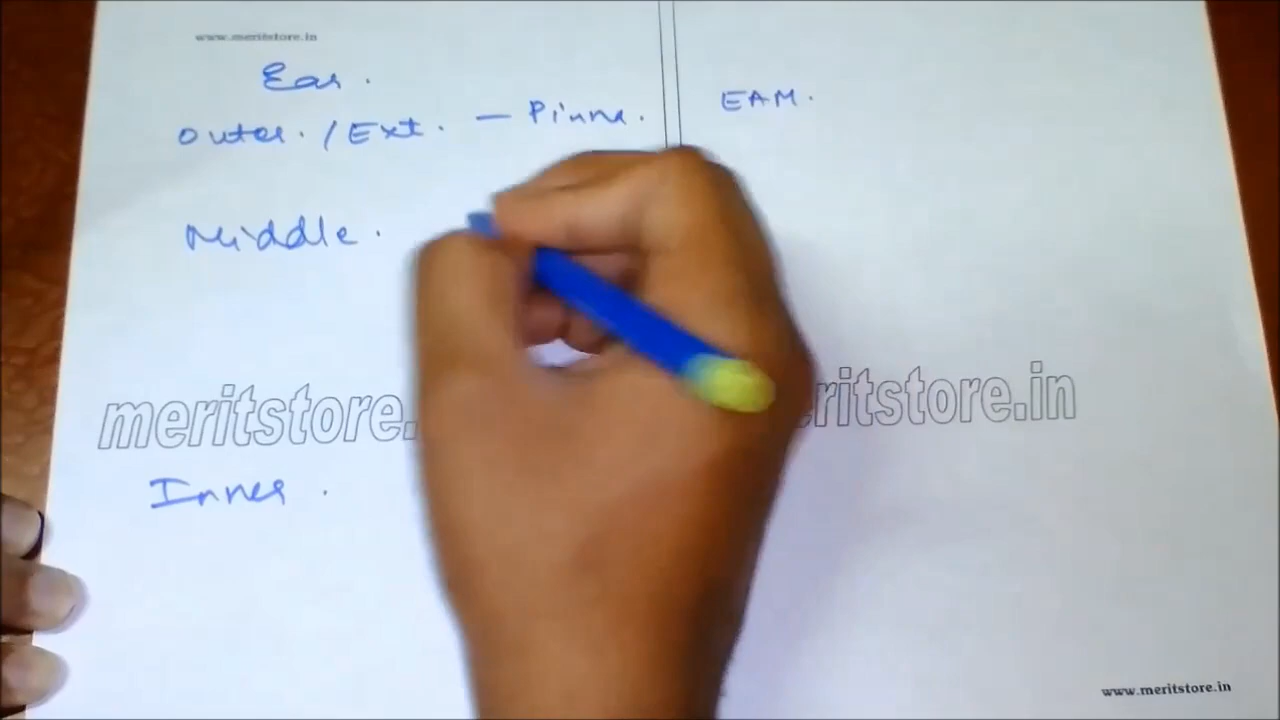 www.meritstore.in
Ear.
Outer. / Ext. — Pinna. EAM.
Middle.
meritstore. eritstore.in
Inner.
www.meritstore.in